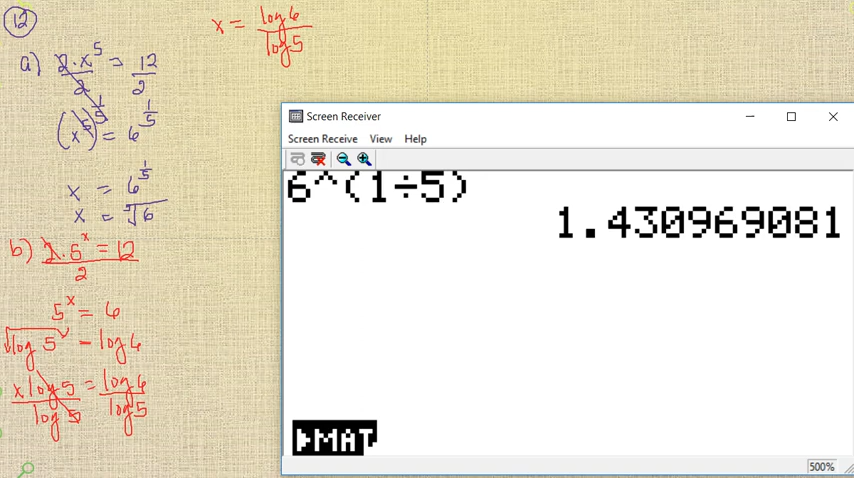 12
a) 2·x^5/2 = 12/2
(x^5)^1/5 = 6^1/5
x = 6^1/5
x = ⁵√6
b) 2·5^x/2 = 12
5^x = 6
log 5^x = log 6
x log 5/log 5 = log 6/log 5
x = log 6/log 5
Screen Receiver
Screen Receive View Help
6^(1÷5)
1.430969081
▶MAT
500%